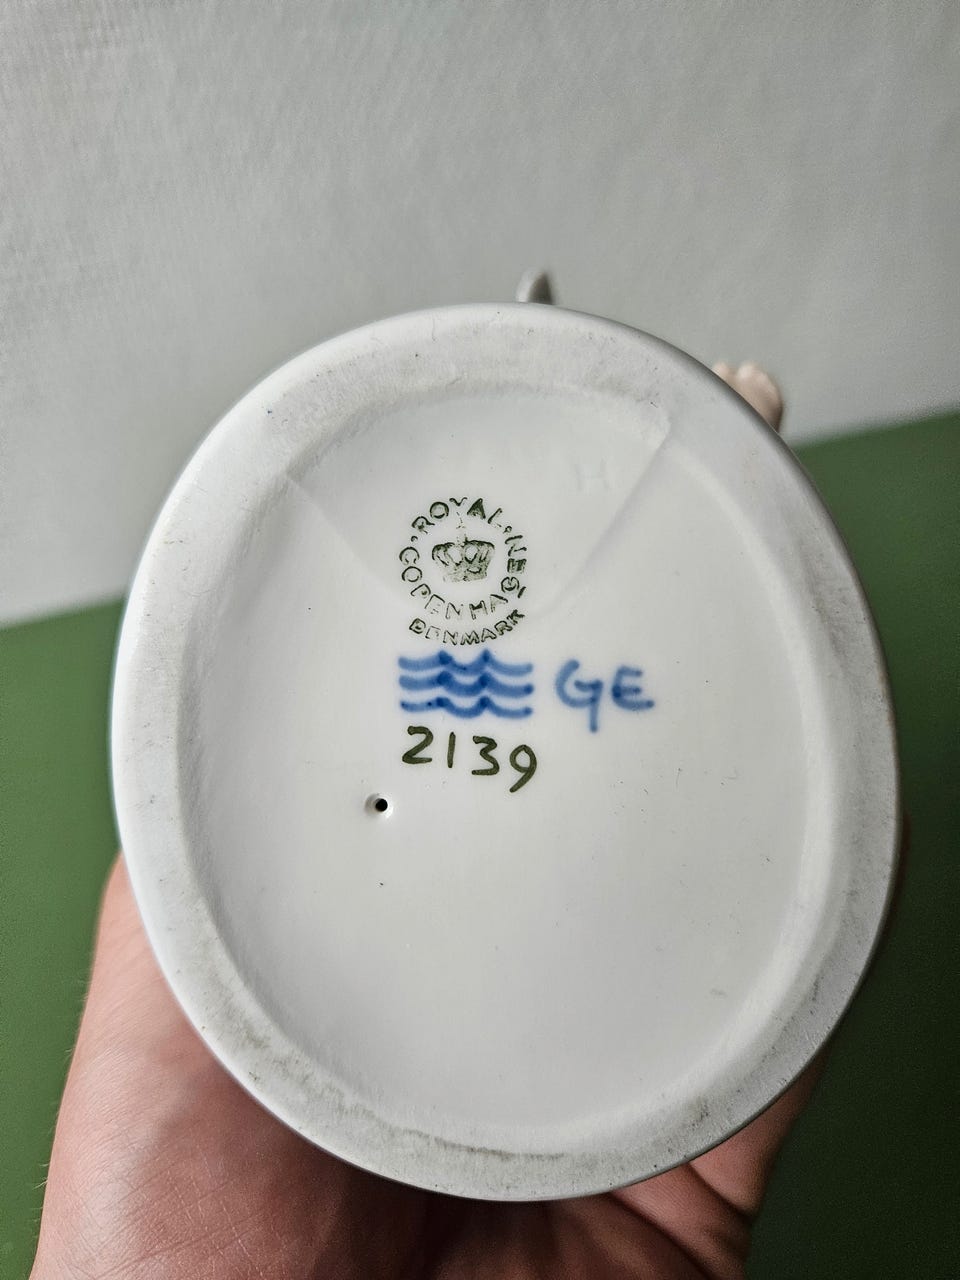 ROYAL COPENHAGEN
DENMARK
GE
2139